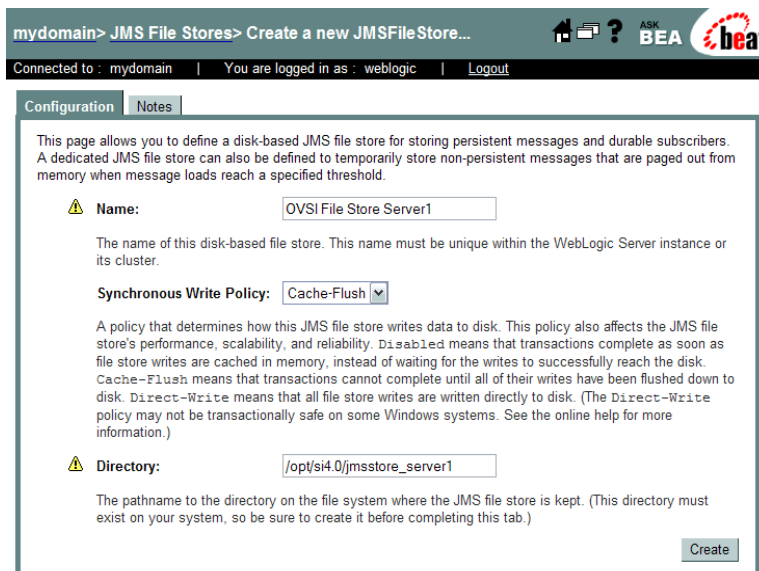 mydomain> JMS File Stores> Create a new JMSFileStore...
? ASK BEA bea
Connected to : mydomain | You are logged in as : weblogic | Logout
Configuration Notes
This page allows you to define a disk-based JMS file store for storing persistent messages and durable subscribers.
A dedicated JMS file store can also be defined to temporarily store non-persistent messages that are paged out from
memory when message loads reach a specified threshold.
Name: OVSI File Store Server1
The name of this disk-based file store. This name must be unique within the WebLogic Server instance or
its cluster.
Synchronous Write Policy: Cache-Flush
A policy that determines how this JMS file store writes data to disk. This policy also affects the JMS file
store's performance, scalability, and reliability. Disabled means that transactions complete as soon as
file store writes are cached in memory, instead of waiting for the writes to successfully reach the disk.
Cache-Flush means that transactions cannot complete until all of their writes have been flushed down to
disk. Direct-Write means that all file store writes are written directly to disk. (The Direct-Write
policy may not be transactionally safe on some Windows systems. See the online help for more
information.)
Directory: /opt/si4.0/jmsstore_server1
The pathname to the directory on the file system where the JMS file store is kept. (This directory must
exist on your system, so be sure to create it before completing this tab.)
Create